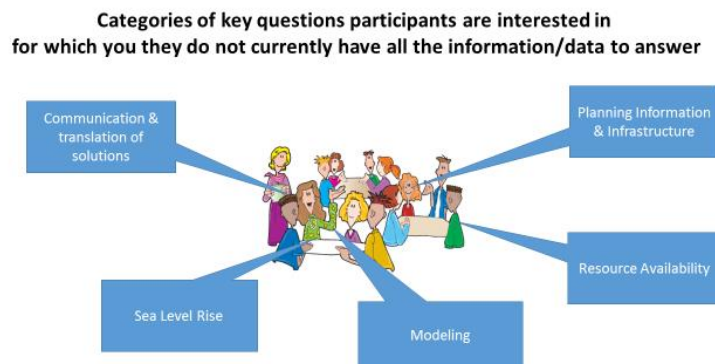 Categories of key questions participants are interested in
for which you they do not currently have all the information/data to answer
Communication &
translation of
solutions
Planning Information
& Infrastructure
Resource Availability
Sea Level Rise
Modeling